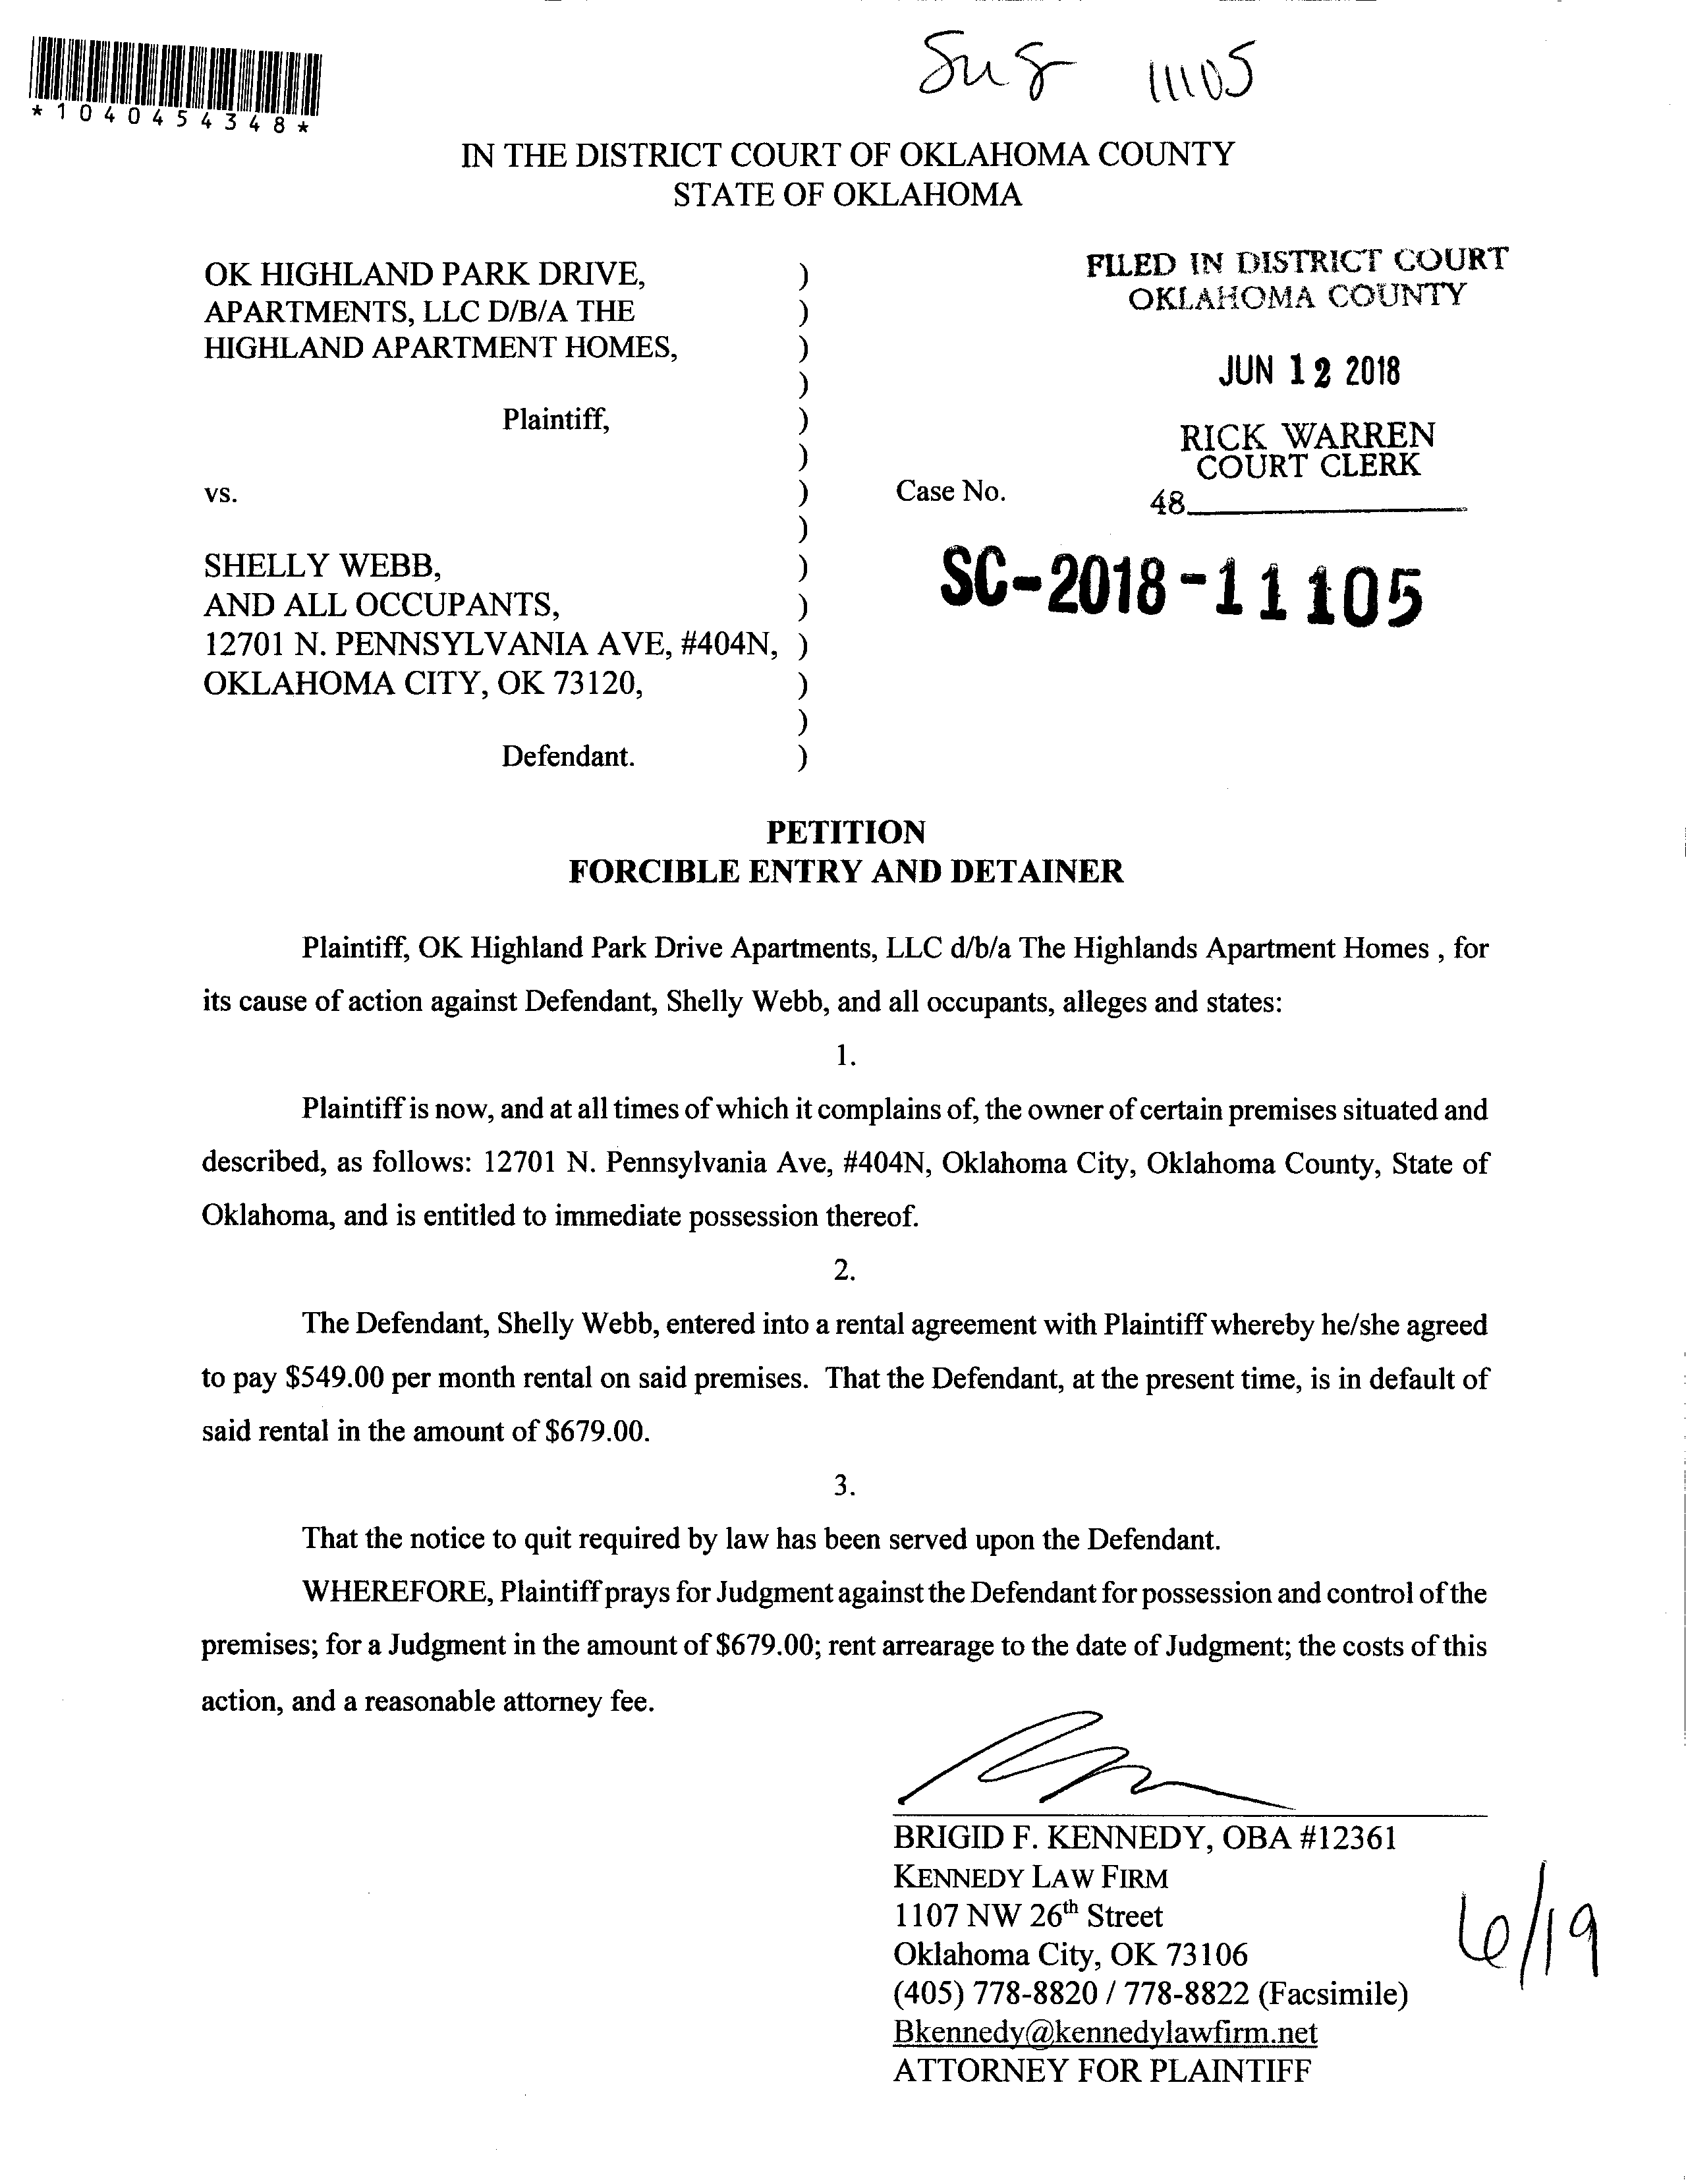 11105
*1040454348*
IN THE DISTRICT COURT OF OKLAHOMA COUNTY
STATE OF OKLAHOMA
OK HIGHLAND PARK DRIVE, )
APARTMENTS, LLC D/B/A THE )
HIGHLAND APARTMENT HOMES, )
)
Plaintiff, )
)
vs. )
)
SHELLY WEBB, )
AND ALL OCCUPANTS, )
12701 N. PENNSYLVANIA AVE, #404N, )
OKLAHOMA CITY, OK 73120, )
)
Defendant. )
FILED IN DISTRICT COURT
OKLAHOMA COUNTY
JUN 12 2018
RICK WARREN
COURT CLERK
Case No.
48
SC-2018-11105
PETITION
FORCIBLE ENTRY AND DETAINER
Plaintiff, OK Highland Park Drive Apartments, LLC d/b/a The Highlands Apartment Homes , for
its cause of action against Defendant, Shelly Webb, and all occupants, alleges and states:
1.
Plaintiff is now, and at all times of which it complains of, the owner of certain premises situated and
described, as follows: 12701 N. Pennsylvania Ave, #404N, Oklahoma City, Oklahoma County, State of
Oklahoma, and is entitled to immediate possession thereof.
2.
The Defendant, Shelly Webb, entered into a rental agreement with Plaintiff whereby he/she agreed
to pay $549.00 per month rental on said premises. That the Defendant, at the present time, is in default of
said rental in the amount of $679.00.
3.
That the notice to quit required by law has been served upon the Defendant.
WHEREFORE, Plaintiff prays for Judgment against the Defendant for possession and control of the
premises; for a Judgment in the amount of $679.00; rent arrearage to the date of Judgment; the costs of this
action, and a reasonable attorney fee.
BRIGID F. KENNEDY, OBA #12361
KENNEDY LAW FIRM
1107 NW 26th Street
Oklahoma City, OK 73106
(405) 778-8820 / 778-8822 (Facsimile)
Bkennedy@kennedylawfirm.net
ATTORNEY FOR PLAINTIFF
6/19